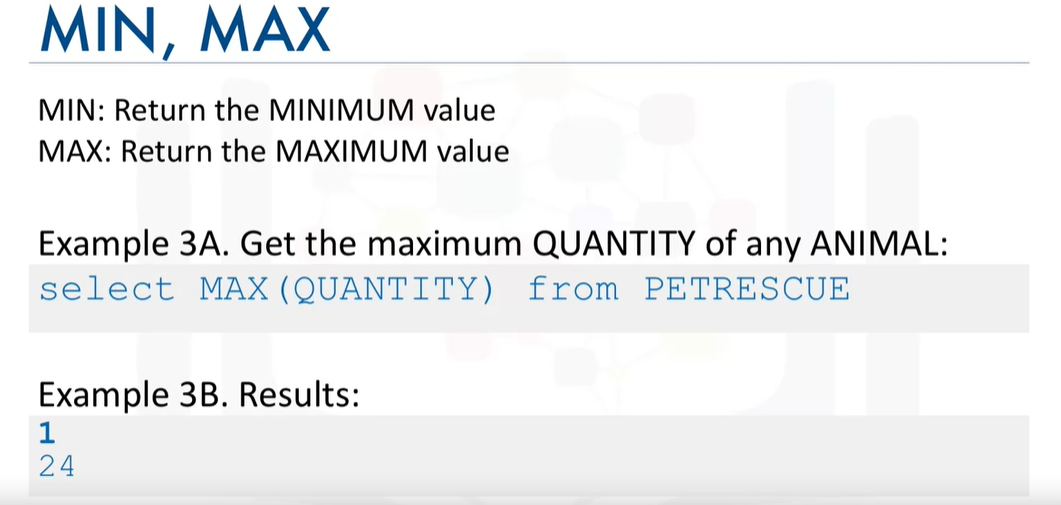 MIN, MAX
MIN: Return the MINIMUM value
MAX: Return the MAXIMUM value
Example 3A. Get the maximum QUANTITY of any ANIMAL:
select MAX(QUANTITY) from PETRESCUE
Example 3B. Results:
1
24